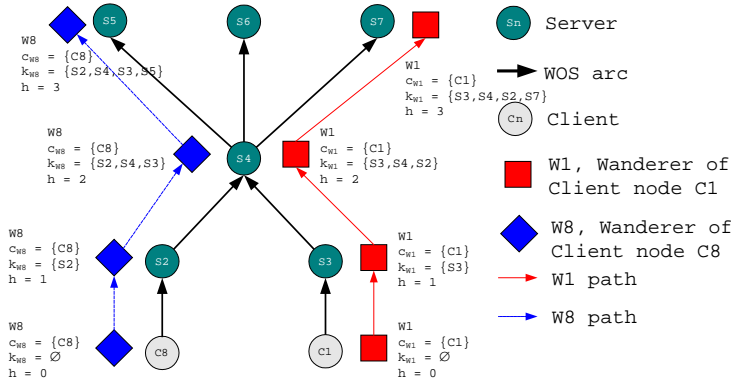 S5
S6
S7
Sn
Server
W8
cW8 = {C8}
kW8 = {S2,S4,S3,S5}
h = 3
W1
cW1 = {C1}
kW1 = {S3,S4,S2,S7}
h = 3
WOS arc
Cn
Client
W8
cW8 = {C8}
kW8 = {S2,S4,S3}
h = 2
S4
W1
cW1 = {C1}
kW1 = {S3,S4,S2}
h = 2
W1, Wanderer of
Client node C1
W8
cW8 = {C8}
kW8 = {S2}
h = 1
S2
S3
W1
cW1 = {C1}
kW1 = {S3}
h = 1
W8, Wanderer of
Client node C8
W1 path
W8 path
W8
cW8 = {C8}
kW8 = ∅
h = 0
C8
C1
W1
cW1 = {C1}
kW1 = ∅
h = 0